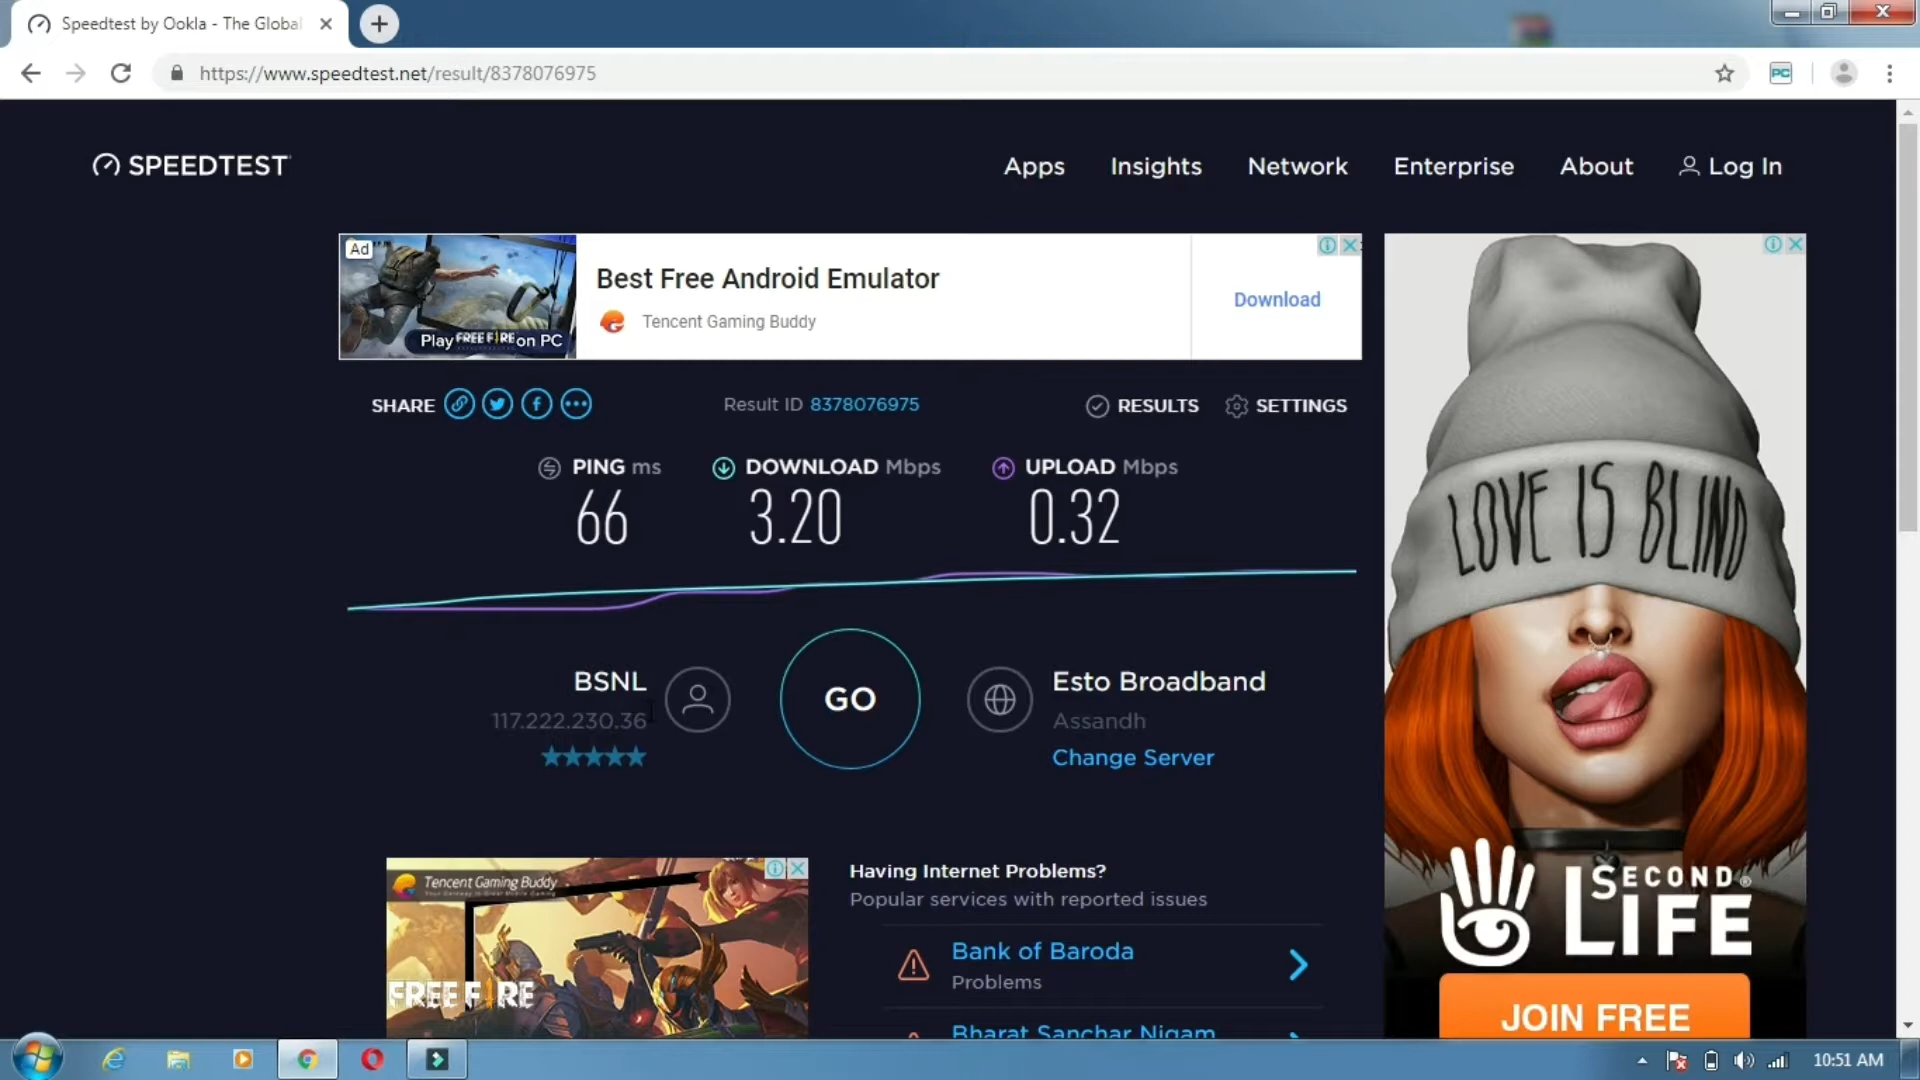 Speedtest by Ookla - The Global
https://www.speedtest.net/result/8378076975
PC
SPEEDTEST
Apps
Insights
Network
Enterprise
About
Log In
Ad
Play FREE FIRE on PC
Best Free Android Emulator
Tencent Gaming Buddy
Download
SHARE
Result ID 8378076975
RESULTS
SETTINGS
PING ms
66
DOWNLOAD Mbps
3.20
UPLOAD Mbps
0.32
BSNL
117.222.230.36
GO
Esto Broadband
Assandh
Change Server
LOVE IS BLIND
SECOND®
LIFE
JOIN FREE
Tencent Gaming Buddy
FREE FIRE
Having Internet Problems?
Popular services with reported issues
Bank of Baroda
Problems
Bharat Sanchar Nigam
10:51 AM